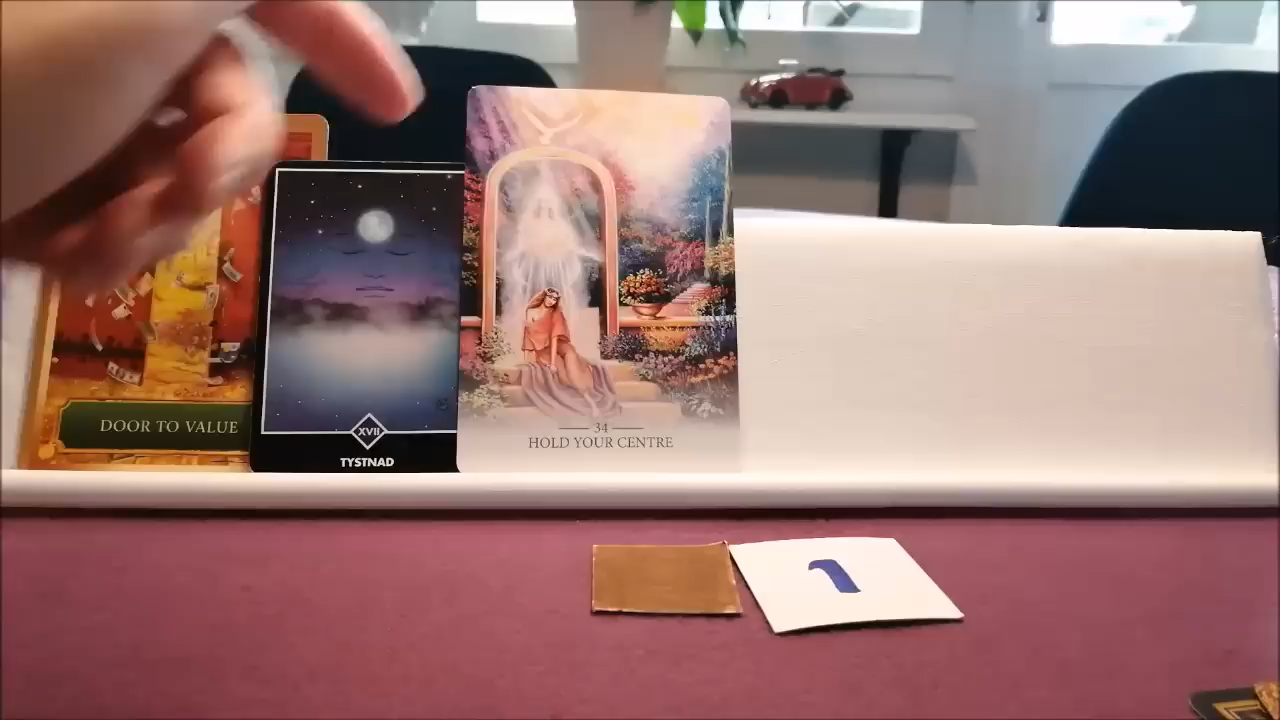 DOOR TO VALUE
XVII
TYSTNAD
34
HOLD YOUR CENTRE
1